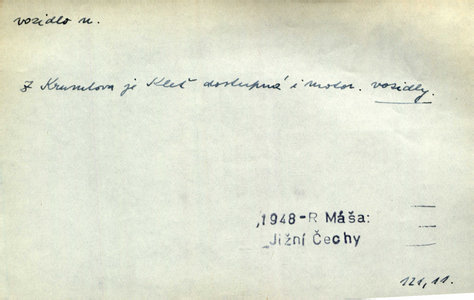 vozidlo n.
Z Krumlova je Kleť dostupná i motor. vozidly.
,1948-R Máša:
„Jižní Čechy
121,11.